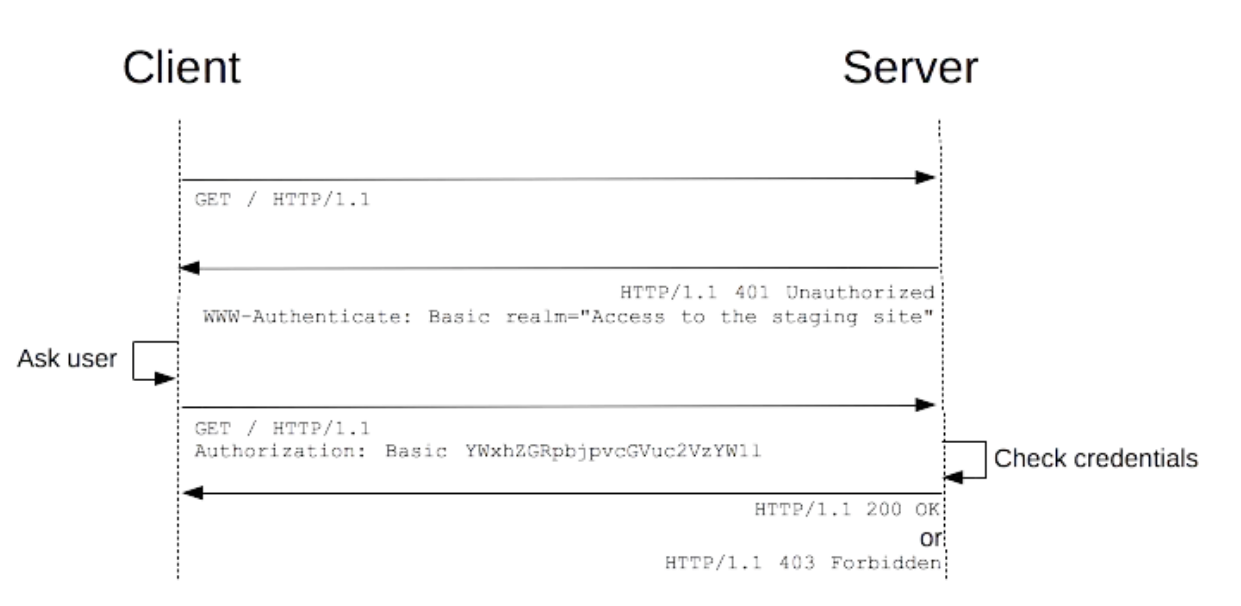 Client
Server
GET / HTTP/1.1
HTTP/1.1 401 Unauthorized
WWW-Authenticate: Basic realm="Access to the staging site"
Ask user
GET / HTTP/1.1
Authorization: Basic YWxhZGRpbjpvcGVuc2VzYW1l
Check credentials
HTTP/1.1 200 OK
or
HTTP/1.1 403 Forbidden